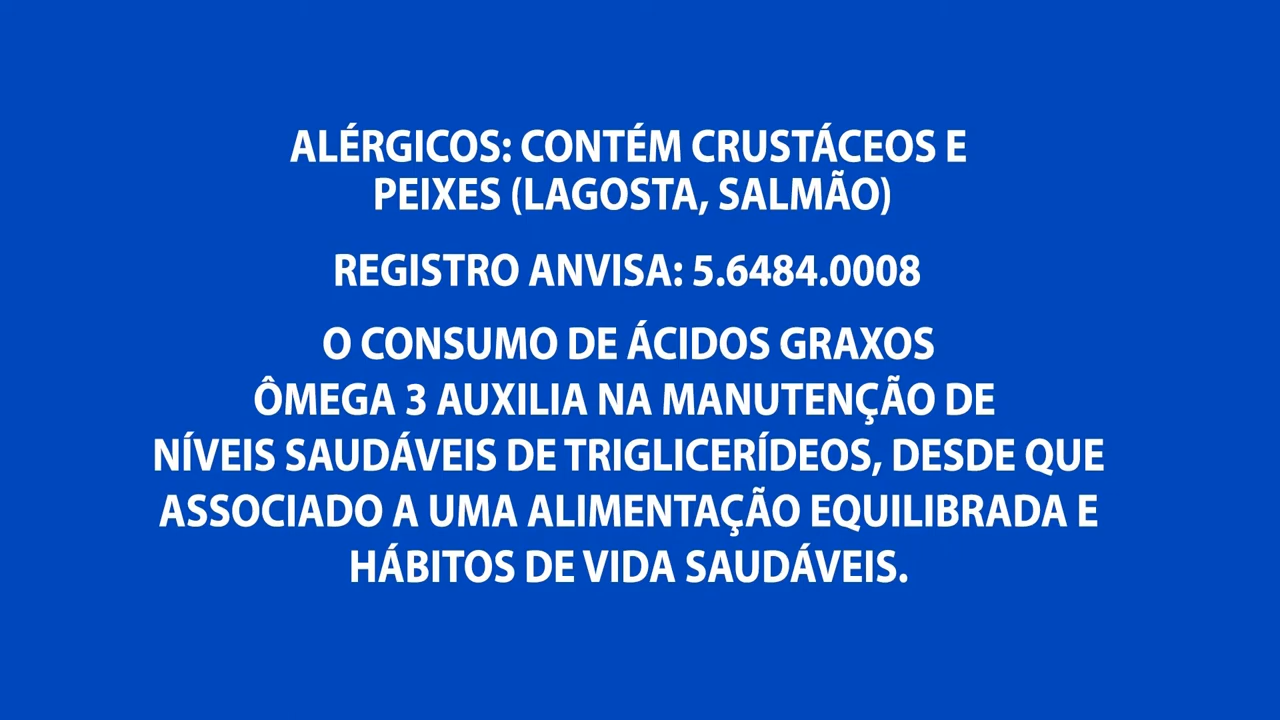 ALÉRGICOS: CONTÉM CRUSTÁCEOS E
PEIXES (LAGOSTA, SALMÃO)
REGISTRO ANVISA: 5.6484.0008
O CONSUMO DE ÁCIDOS GRAXOS
ÔMEGA 3 AUXILIA NA MANUTENÇÃO DE
NÍVEIS SAUDÁVEIS DE TRIGLICERÍDEOS, DESDE QUE
ASSOCIADO A UMA ALIMENTAÇÃO EQUILIBRADA E
HÁBITOS DE VIDA SAUDÁVEIS.